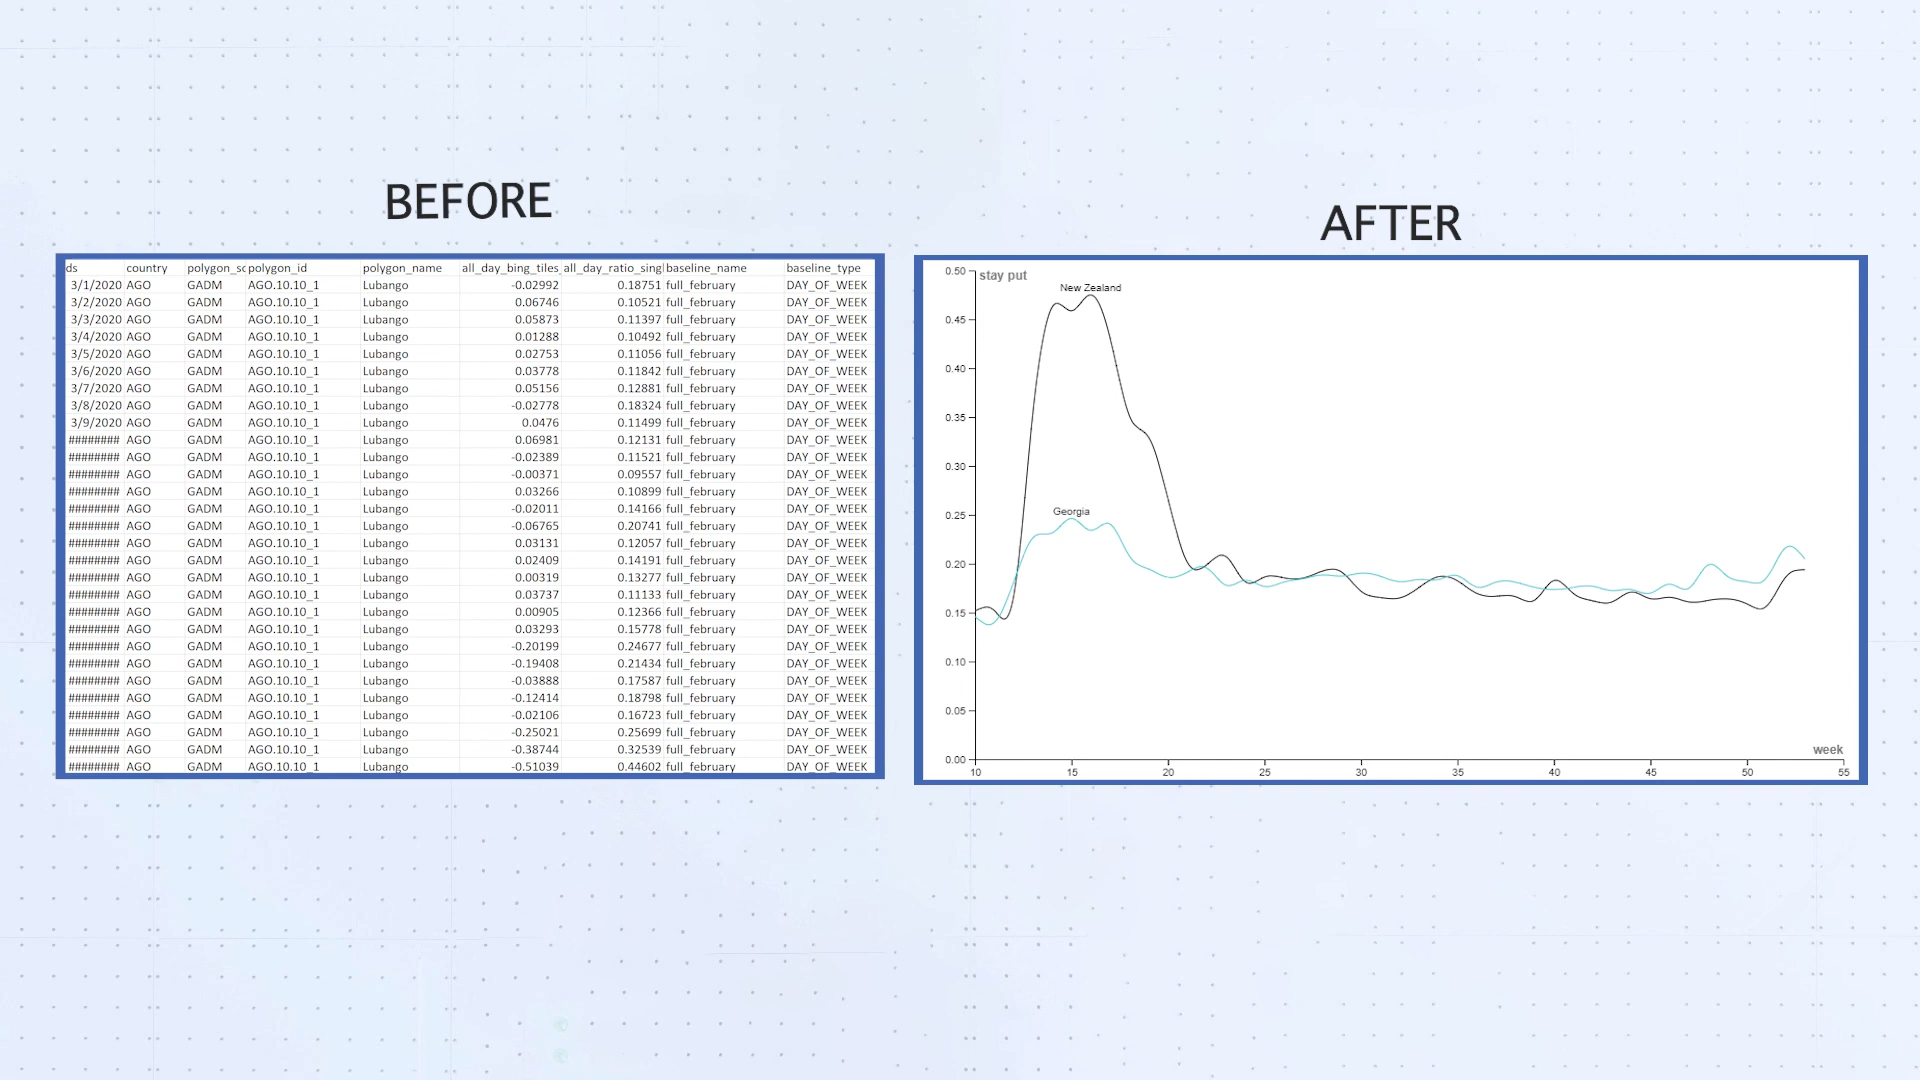 BEFORE
AFTER
ds country polygon_sc polygon_id polygon_name all_day_bing_tiles_ all_day_ratio_singl baseline_name baseline_type
3/1/2020 AGO GADM AGO.10.10_1 Lubango -0.02992 0.18751 full_february DAY_OF_WEEK
3/2/2020 AGO GADM AGO.10.10_1 Lubango 0.06746 0.10521 full_february DAY_OF_WEEK
3/3/2020 AGO GADM AGO.10.10_1 Lubango 0.05873 0.11397 full_february DAY_OF_WEEK
3/4/2020 AGO GADM AGO.10.10_1 Lubango 0.01288 0.10492 full_february DAY_OF_WEEK
3/5/2020 AGO GADM AGO.10.10_1 Lubango 0.02753 0.11056 full_february DAY_OF_WEEK
3/6/2020 AGO GADM AGO.10.10_1 Lubango 0.03778 0.11842 full_february DAY_OF_WEEK
3/7/2020 AGO GADM AGO.10.10_1 Lubango 0.05156 0.12881 full_february DAY_OF_WEEK
3/8/2020 AGO GADM AGO.10.10_1 Lubango -0.02778 0.18324 full_february DAY_OF_WEEK
3/9/2020 AGO GADM AGO.10.10_1 Lubango 0.0476 0.11499 full_february DAY_OF_WEEK
######## AGO GADM AGO.10.10_1 Lubango 0.06981 0.12131 full_february DAY_OF_WEEK
######## AGO GADM AGO.10.10_1 Lubango -0.02389 0.11521 full_february DAY_OF_WEEK
######## AGO GADM AGO.10.10_1 Lubango -0.00371 0.09557 full_february DAY_OF_WEEK
######## AGO GADM AGO.10.10_1 Lubango 0.03266 0.10899 full_february DAY_OF_WEEK
######## AGO GADM AGO.10.10_1 Lubango -0.02011 0.14166 full_february DAY_OF_WEEK
######## AGO GADM AGO.10.10_1 Lubango -0.06765 0.20741 full_february DAY_OF_WEEK
######## AGO GADM AGO.10.10_1 Lubango 0.03131 0.12057 full_february DAY_OF_WEEK
######## AGO GADM AGO.10.10_1 Lubango 0.02409 0.14191 full_february DAY_OF_WEEK
######## AGO GADM AGO.10.10_1 Lubango 0.00319 0.13277 full_february DAY_OF_WEEK
######## AGO GADM AGO.10.10_1 Lubango 0.03737 0.11133 full_february DAY_OF_WEEK
######## AGO GADM AGO.10.10_1 Lubango 0.00905 0.12366 full_february DAY_OF_WEEK
######## AGO GADM AGO.10.10_1 Lubango 0.03293 0.15778 full_february DAY_OF_WEEK
######## AGO GADM AGO.10.10_1 Lubango -0.20199 0.24677 full_february DAY_OF_WEEK
######## AGO GADM AGO.10.10_1 Lubango -0.19408 0.21434 full_february DAY_OF_WEEK
######## AGO GADM AGO.10.10_1 Lubango -0.03888 0.17587 full_february DAY_OF_WEEK
######## AGO GADM AGO.10.10_1 Lubango -0.12414 0.18798 full_february DAY_OF_WEEK
######## AGO GADM AGO.10.10_1 Lubango -0.02106 0.16723 full_february DAY_OF_WEEK
######## AGO GADM AGO.10.10_1 Lubango -0.25021 0.25699 full_february DAY_OF_WEEK
######## AGO GADM AGO.10.10_1 Lubango -0.38744 0.32539 full_february DAY_OF_WEEK
######## AGO GADM AGO.10.10_1 Lubango -0.51039 0.44602 full_february DAY_OF_WEEK
0.50 stay put
New Zealand
0.45
0.40
0.35
0.30
0.25 Georgia
0.20
0.15
0.10
0.05
0.00 week
10 15 20 25 30 35 40 45 50 55